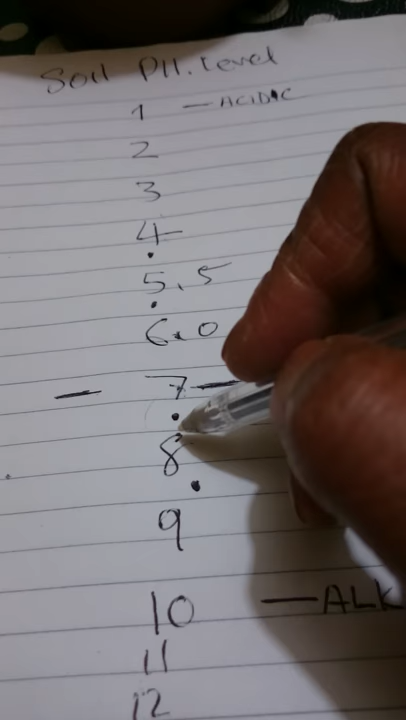 Soil PH. Level
1 — ACIDIC
2
3
4
5.5
6.0
— 7 —
8
9
10 — ALK
11
12